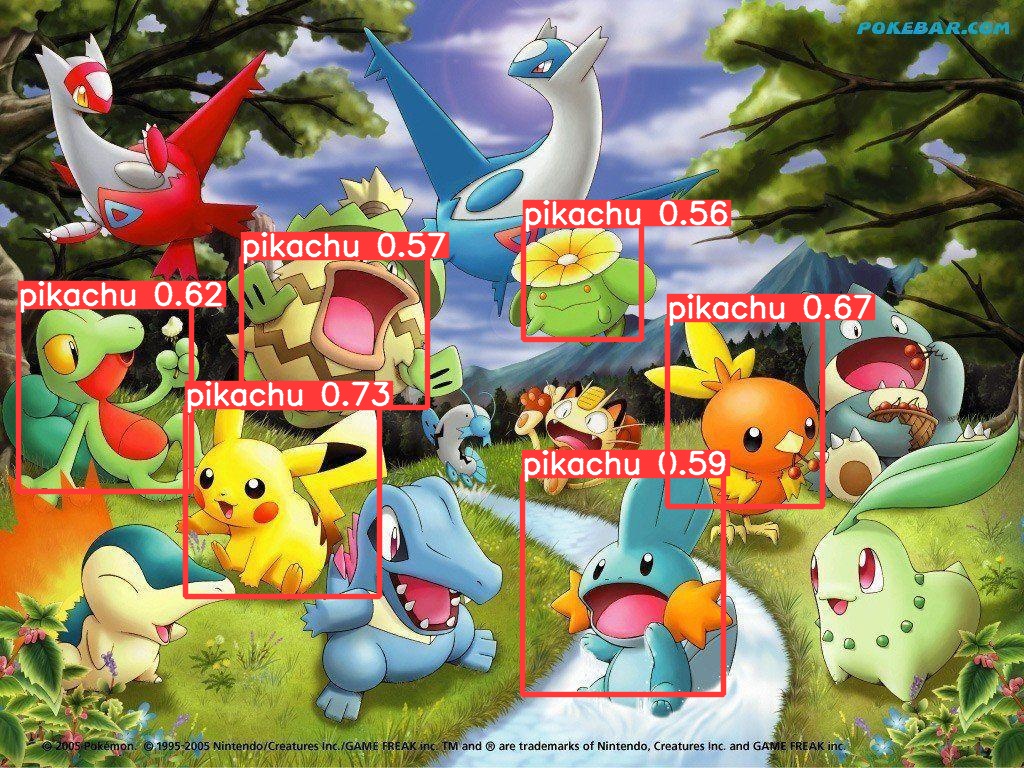 POKEBAR.COM
pikachu 0.56
pikachu 0.57
pikachu 0.62
pikachu 0.67
pikachu 0.73
pikachu 0.59
© 2005 Pokémon. © 1995-2005 Nintendo/Creatures Inc./GAME FREAK inc. TM and ® are trademarks of Nintendo, Creatures Inc. and GAME FREAK inc.